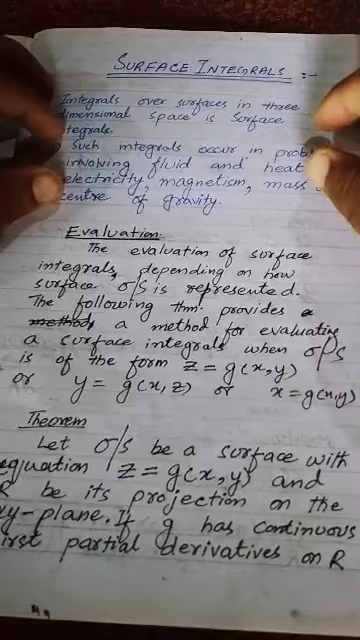 SURFACE INTEGRALS :-
Integrals over surfaces in three
dimensional space is Surface
tegrals.
Such integrals occur in prob
involving fluid and heat
electricity, magnetism, mass
centre of gravity.
Evaluation:
The evaluation of surface
integrals, depending on how
surface σ/S is represented.
The following thm. provides a
method, a method for evaluating
a surface integrals when σ/S
is of the form z = g(x,y)
or y = g(x,z) or x = g(x,y)
Theorem
Let σ/s be a surface with
equation z = g(x,y) and
R be its projection on the
xy-plane. If g has continuous
first partial derivatives on R